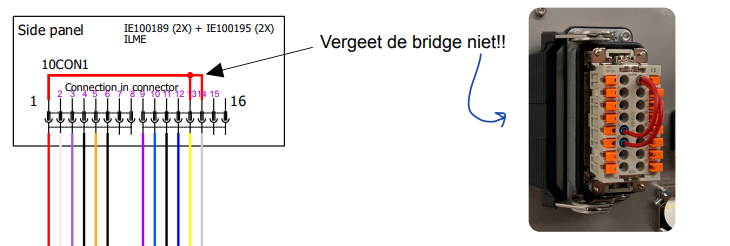 Side panel
IE100189 (2X) + IE100195 (2X)
ILME
Vergeet de bridge niet!!
10CON1
Connection in connector
1 2 3 4 5 6 7 8 9 10 11 12 13 14 15 16